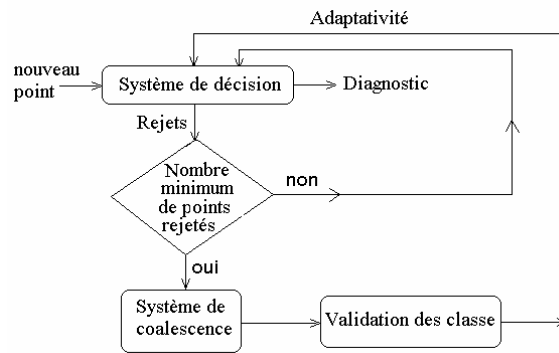 Adaptativité
nouveau
point
Système de décision
Diagnostic
Rejets
Nombre
minimum
de points
rejetés
non
oui
Système de
coalescence
Validation des classe